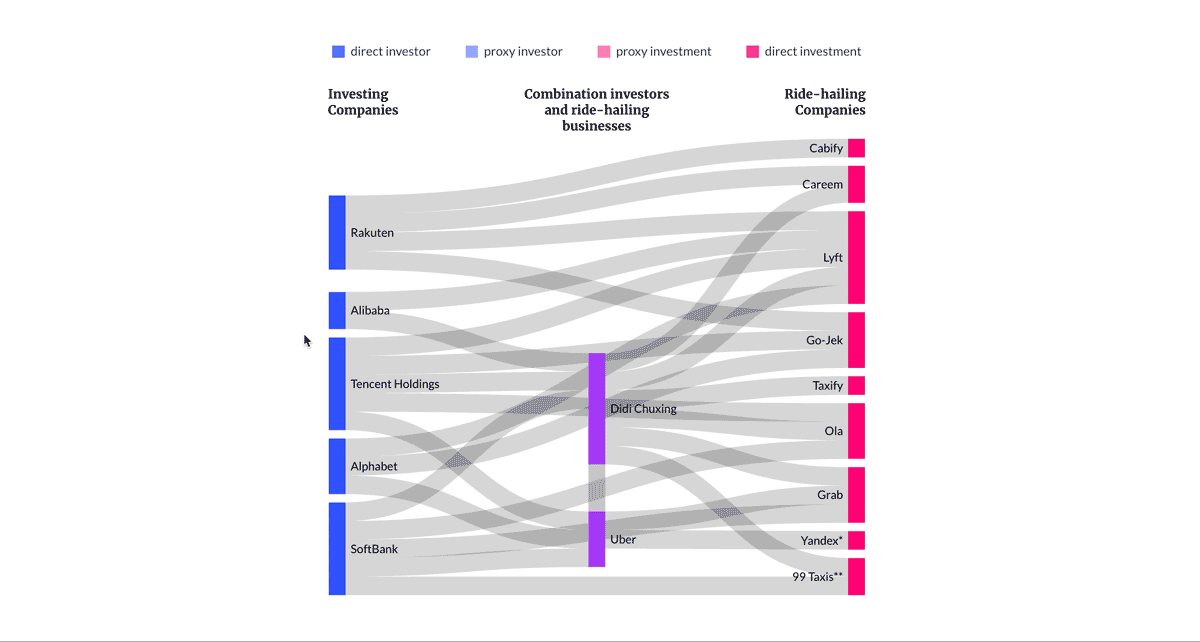 direct investor
proxy investor
proxy investment
direct investment
Investing
Companies
Combination investors
and ride-hailing
businesses
Ride-hailing
Companies
Cabify
Careem
Rakuten
Lyft
Alibaba
Go-Jek
Tencent Holdings
Taxify
Didi Chuxing
Ola
Alphabet
Grab
Uber
Yandex*
SoftBank
99 Taxis**